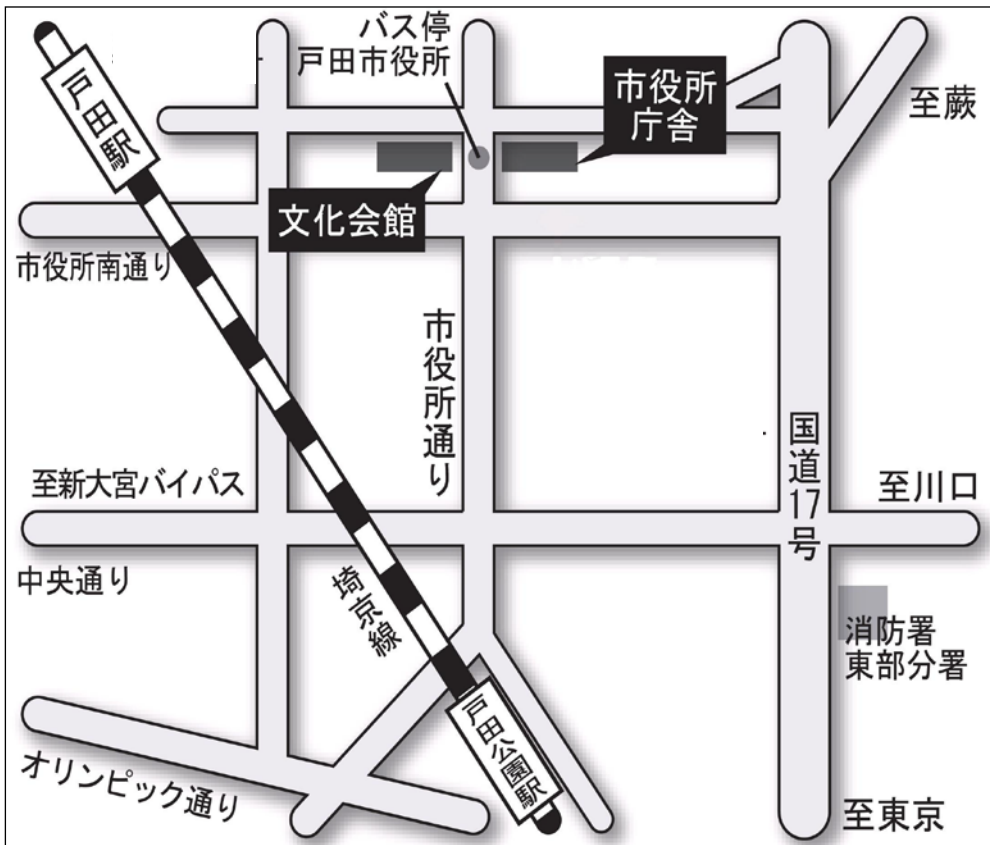 バス停
戸田市役所
市役所
庁舎
至蕨
戸田駅
文化会館
市役所南通り
市役所通り
国道17号
至新大宮バイパス
至川口
中央通り
埼京線
消防署
東部分署
戸田公園駅
オリンピック通り
至東京